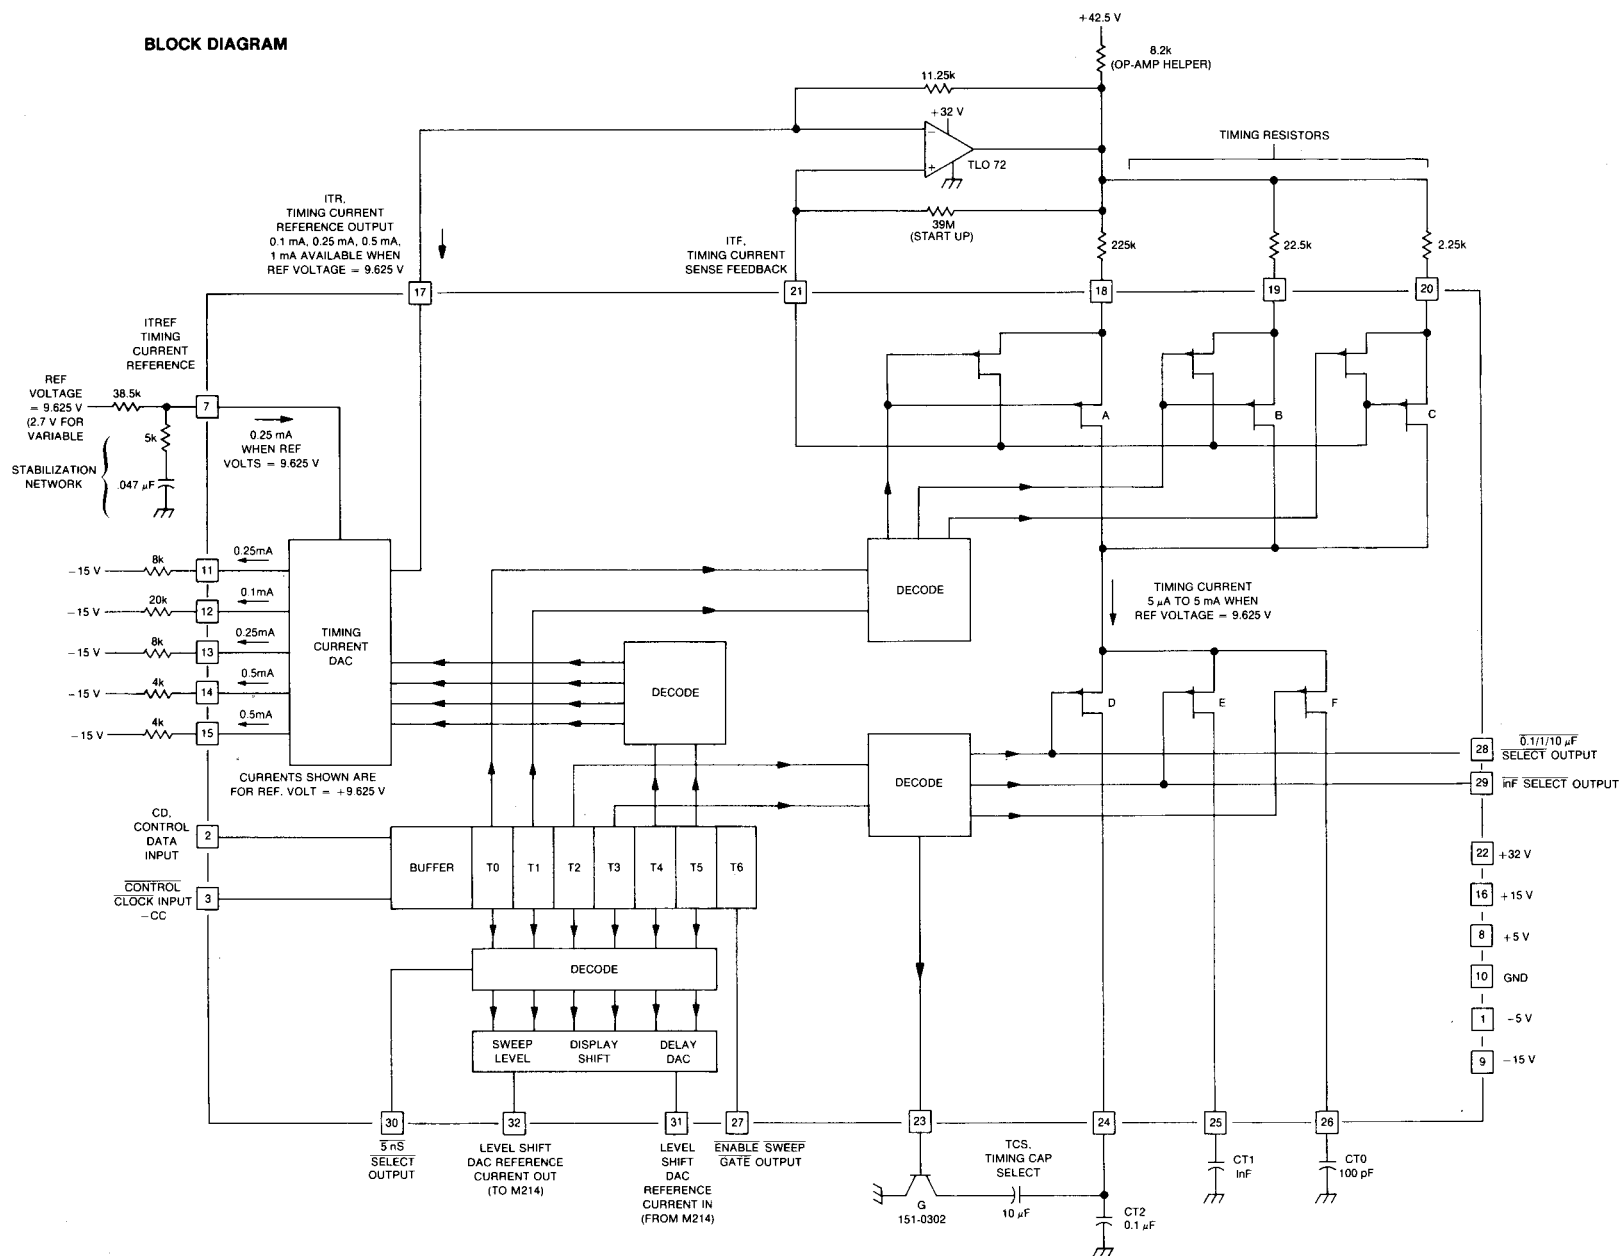 BLOCK DIAGRAM
+42.5 V
8.2k
(OP-AMP HELPER)
11.25k
+32 V
−
+
TLO 72
TIMING RESISTORS
39M
(START UP)
225k
22.5k
2.25k
ITR,
TIMING CURRENT
REFERENCE OUTPUT
0.1 mA, 0.25 mA, 0.5 mA,
1 mA AVAILABLE WHEN
REF VOLTAGE = 9.625 V
ITF,
TIMING CURRENT
SENSE FEEDBACK
17
21
18
19
20
ITREF
TIMING
CURRENT
REFERENCE
REF
VOLTAGE
= 9.625 V
(2.7 V FOR
VARIABLE
38.5k
7
5k
.047 µF
STABILIZATION
NETWORK
0.25 mA
WHEN REF
VOLTS = 9.625 V
A
B
C
−15 V
8k
11
0.25mA
−15 V
20k
12
0.1mA
−15 V
8k
13
0.25mA
−15 V
4k
14
0.5mA
−15 V
4k
15
0.5mA
TIMING
CURRENT
DAC
CURRENTS SHOWN ARE
FOR REF. VOLT = +9.625 V
DECODE
TIMING CURRENT
5 µA TO 5 mA WHEN
REF VOLTAGE = 9.625 V
DECODE
DECODE
D
E
F
28
0.1/1/10 µF
SELECT OUTPUT
29
inF SELECT OUTPUT
CD,
CONTROL
DATA
INPUT
2
CONTROL
CLOCK INPUT
−CC
3
BUFFER
T0
T1
T2
T3
T4
T5
T6
22
+32 V
16
+15 V
8
+5 V
10
GND
1
−5 V
9
−15 V
DECODE
SWEEP
LEVEL
DISPLAY
SHIFT
DELAY
DAC
30
32
31
27
23
24
25
26
5 nS
SELECT
OUTPUT
LEVEL SHIFT
DAC REFERENCE
CURRENT OUT
(TO M214)
LEVEL
SHIFT
DAC
REFERENCE
CURRENT IN
(FROM M214)
ENABLE SWEEP
GATE OUTPUT
TCS,
TIMING CAP
SELECT
G
151-0302
10 µF
CT2
0.1 µF
CT1
InF
CT0
100 pF